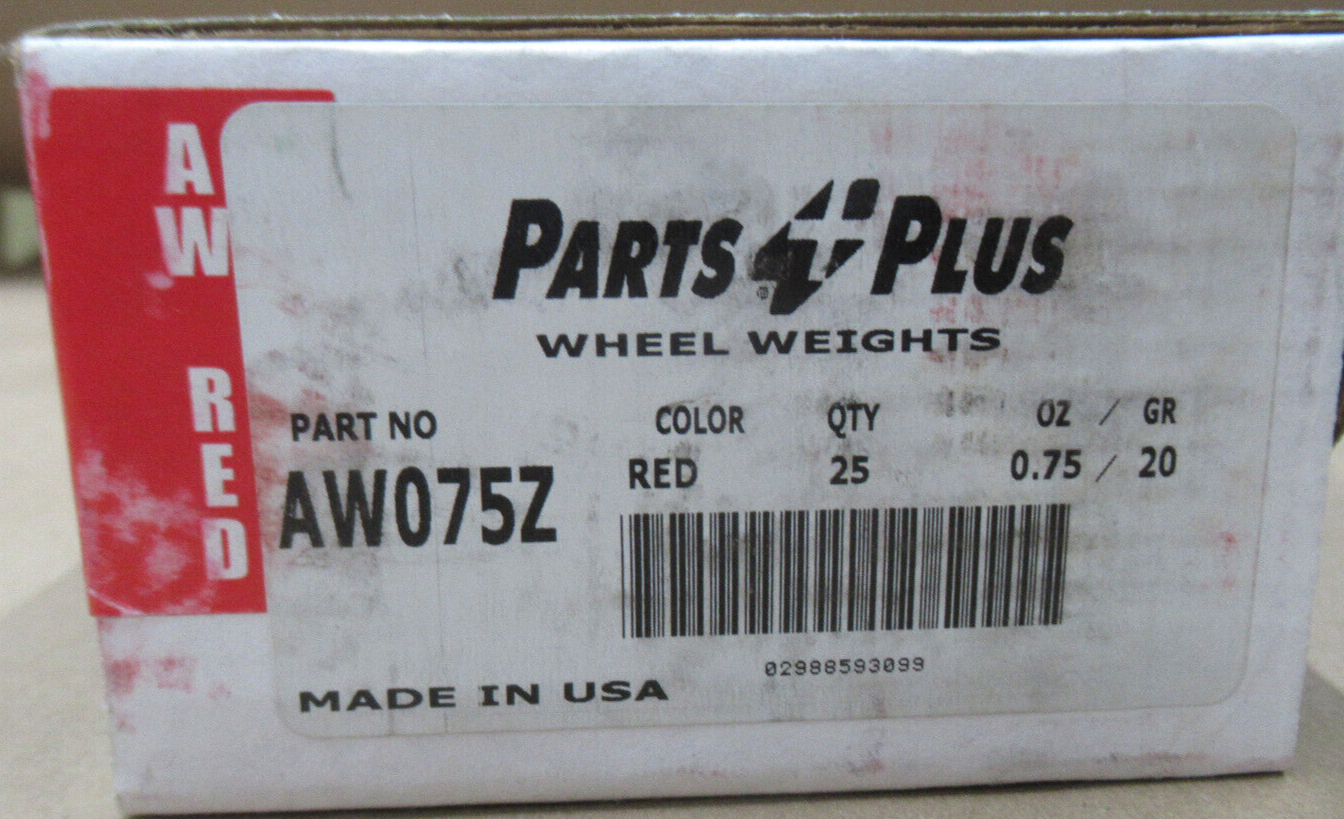 AW RED
PARTS PLUS®
WHEEL WEIGHTS
PART NO COLOR QTY OZ / GR
AW075Z RED 25 0.75 / 20
02988593099
MADE IN USA